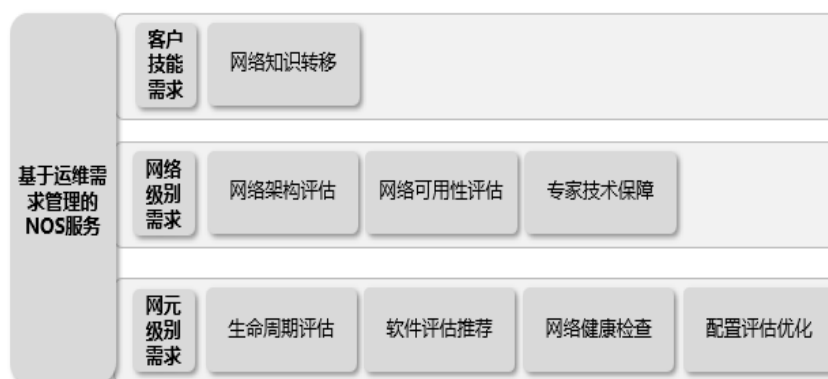 基于运维需
求管理的
NOS服务
客户
技能
需求
网络知识转移
网络
级别
需求
网络架构评估
网络可用性评估
专家技术保障
网元
级别
需求
生命周期评估
软件评估推荐
网络健康检查
配置评估优化